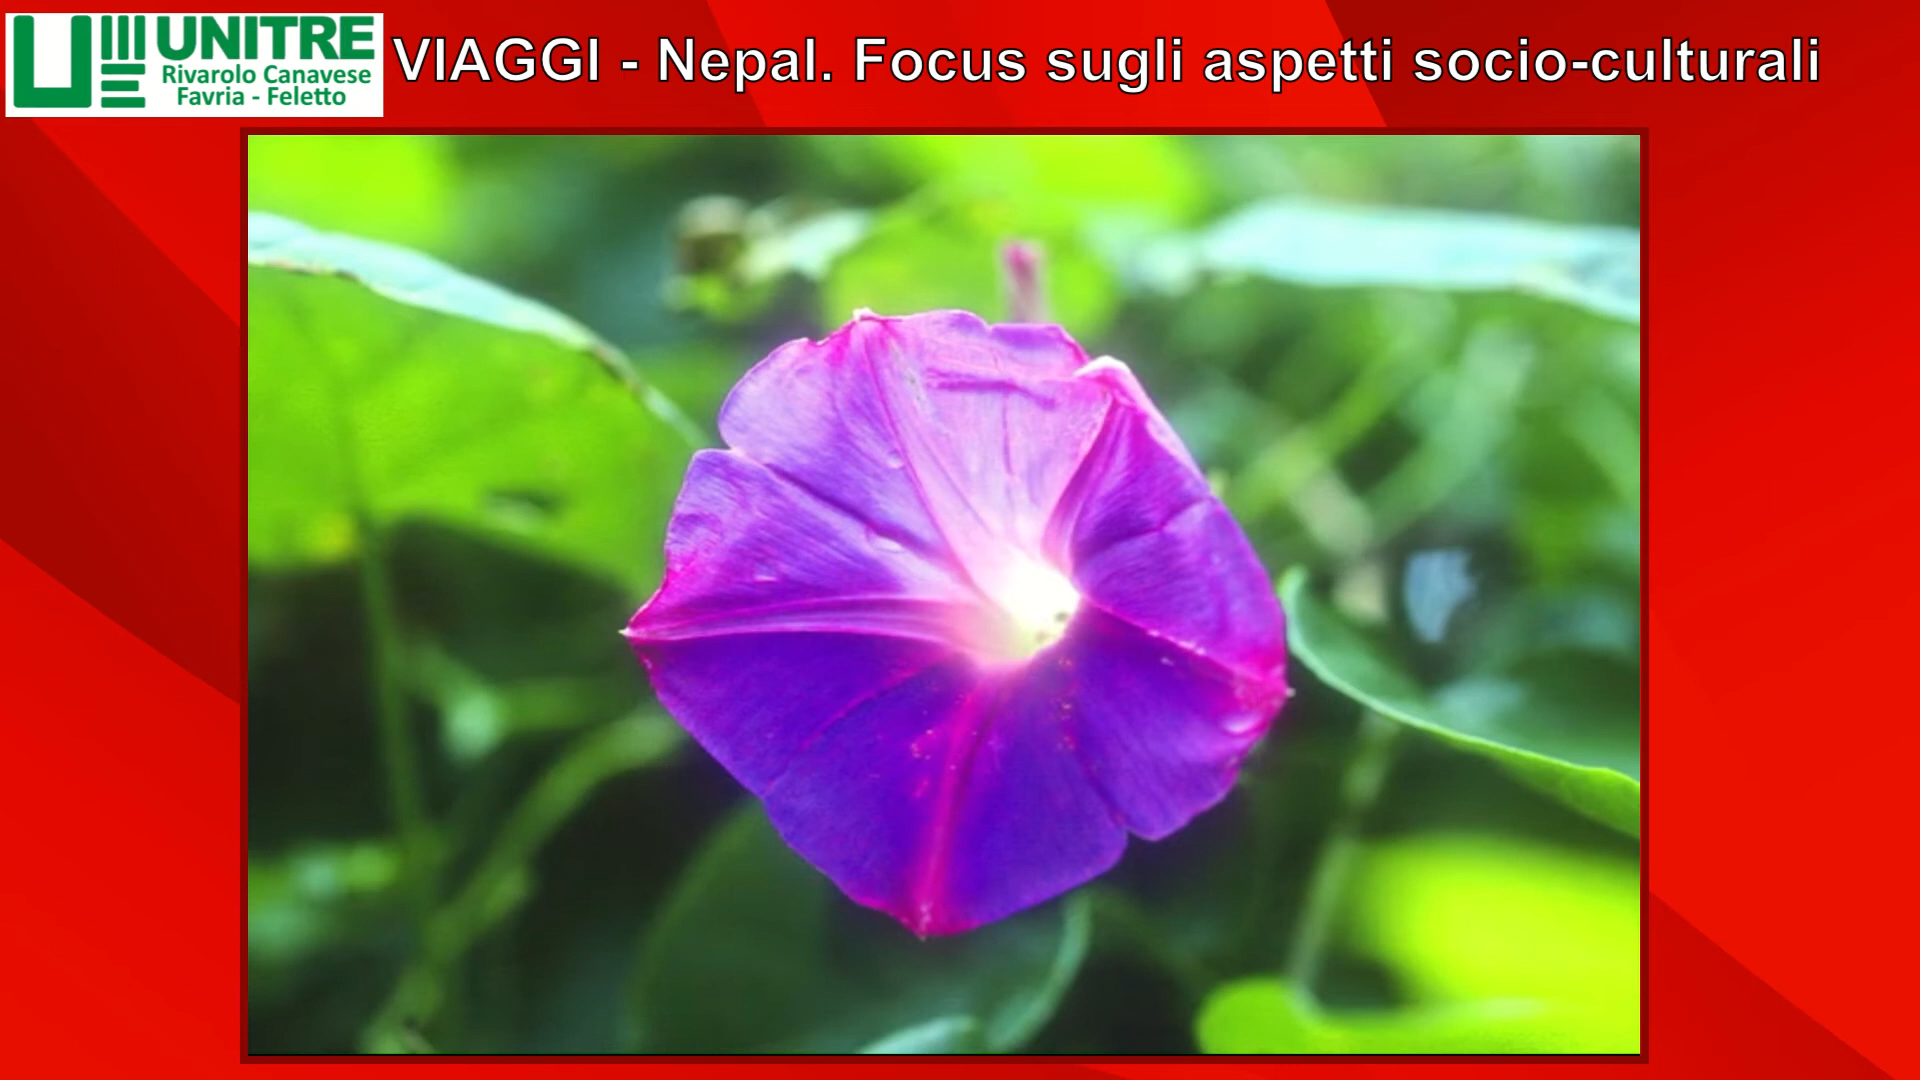 UNITRE
Rivarolo Canavese
Favria - Feletto
VIAGGI - Nepal. Focus sugli aspetti socio-culturali